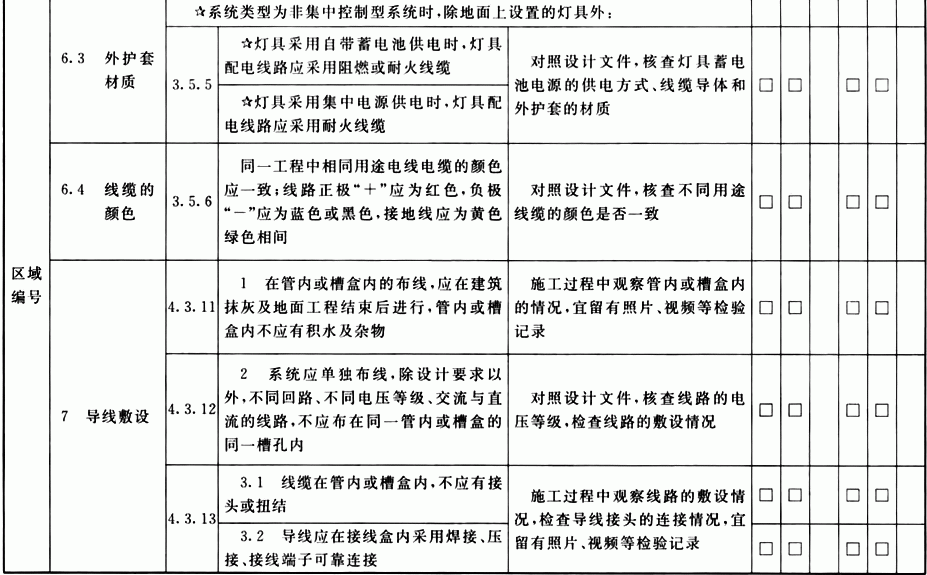 ☆系统类型为非集中控制型系统时,除地面上设置的灯具外:
6.3 外护套
材质
3.5.5
☆灯具采用自带蓄电池供电时,灯具
配电线路应采用阻燃或耐火线缆
☆灯具采用集中电源供电时,灯具配
电线路应采用耐火线缆
对照设计文件,核查灯具蓄电
池电源的供电方式、线缆导体和
外护套的材质
□ □ □ □
6.4 线缆的
颜色
3.5.6
同一工程中相同用途电线电缆的颜色
应一致;线路正极“+”应为红色,负极
“-”应为蓝色或黑色,接地线应为黄色
绿色相间
对照设计文件,核查不同用途
线缆的颜色是否一致
□ □ □ □
区域
编号
7 导线敷设
4.3.11
1 在管内或槽盒内的布线,应在建筑
抹灰及地面工程结束后进行,管内或槽
盒内不应有积水及杂物
施工过程中观察管内或槽盒内
的情况,宜留有照片、视频等检验
记录
□ □ □ □
4.3.12
2 系统应单独布线,除设计要求以
外,不同回路、不同电压等级、交流与直
流的线路,不应布在同一管内或槽盒的
同一槽孔内
对照设计文件,核查线路的电
压等级,检查线路的敷设情况
□ □ □ □
4.3.13
3.1 线缆在管内或槽盒内,不应有接
头或扭结
3.2 导线应在接线盒内采用焊接、压
接、接线端子可靠连接
施工过程中观察线路的敷设情
况,检查导线接头的连接情况,宜
留有照片、视频等检验记录
□ □ □ □
□ □ □ □